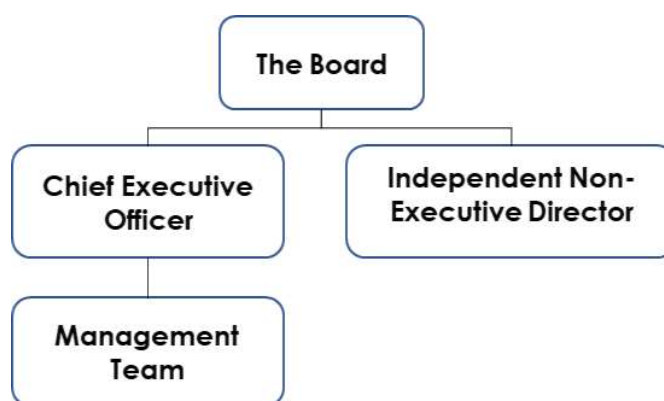 The Board
Chief Executive
Officer
Independent Non-
Executive Director
Management
Team